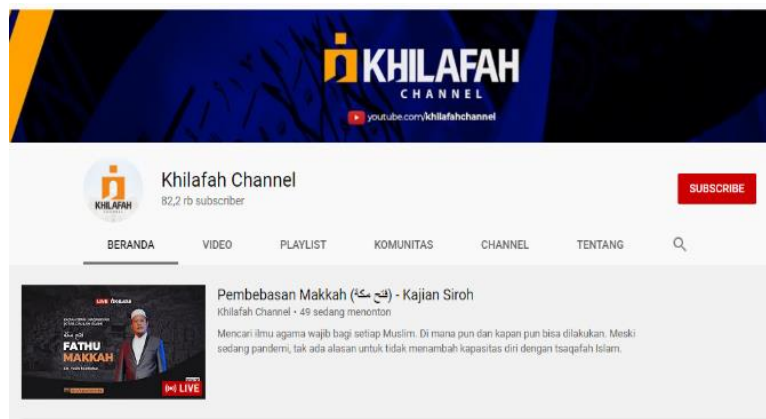 KHILAFAH
CHANNEL
youtube.com/khilafahchannel
KHILAFAH
Khilafah Channel
82,2 rb subscriber
SUBSCRIBE
BERANDA VIDEO PLAYLIST KOMUNITAS CHANNEL TENTANG
Pembebasan Makkah (فتح مكة) - Kajian Siroh
Khilafah Channel • 49 sedang menonton
Mencari ilmu agama wajib bagi setiap Muslim. Di mana pun dan kapan pun bisa dilakukan. Meski
sedang pandemi, tak ada alasan untuk tidak menambah kapasitas diri dengan tsaqafah Islam.
LIVE
فتح مكة
FATHU
MAKKAH
LIVE